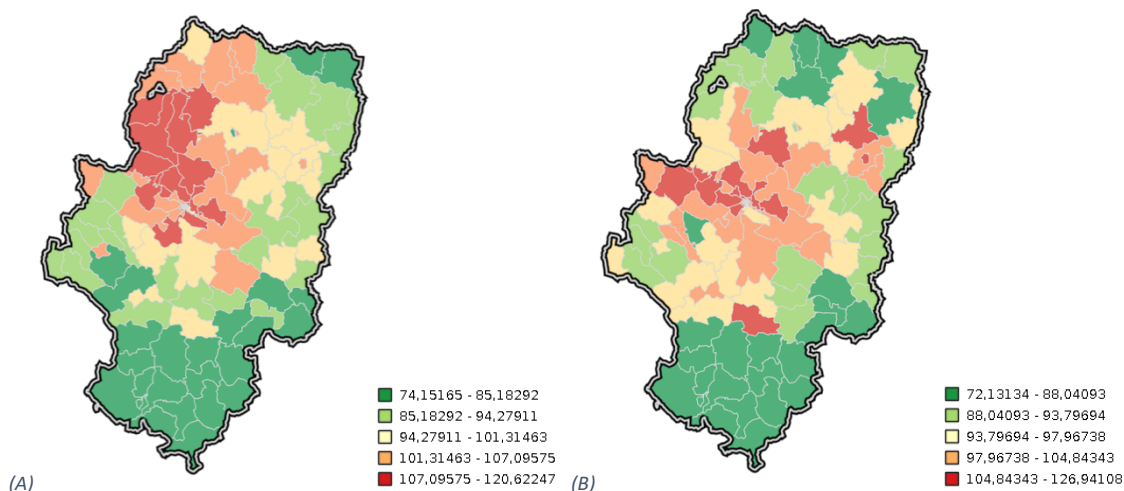 74,15165 - 85,18292
85,18292 - 94,27911
94,27911 - 101,31463
101,31463 - 107,09575
107,09575 - 120,62247
(A)
72,13134 - 88,04093
88,04093 - 93,79694
93,79694 - 97,96738
97,96738 - 104,84343
104,84343 - 126,94108
(B)